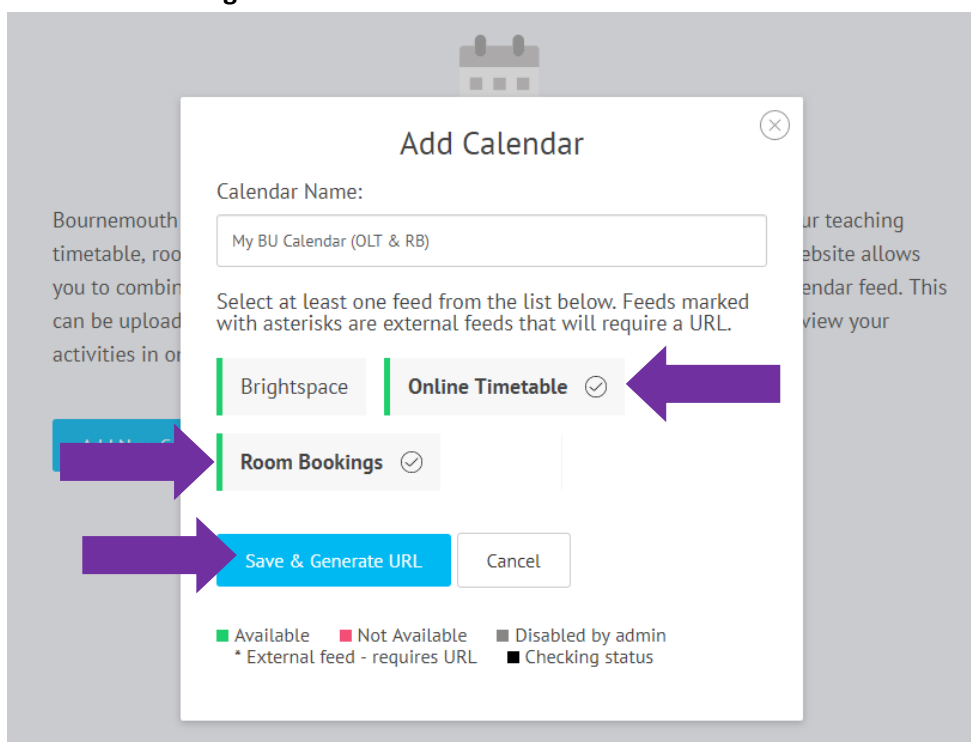 Add Calendar
Calendar Name:
My BU Calendar (OLT & RB)
Bournemouth
timetable,
you to
can be
activities in
ur teaching
ebsite allows
endar feed. This
view your
Select at least one feed from the list below. Feeds marked
with asterisks are external feeds that will require a URL.
Brightspace
Online Timetable
Room Bookings
Save & Generate URL
Cancel
Available Not Available Disabled by admin
* External feed - requires URL Checking status